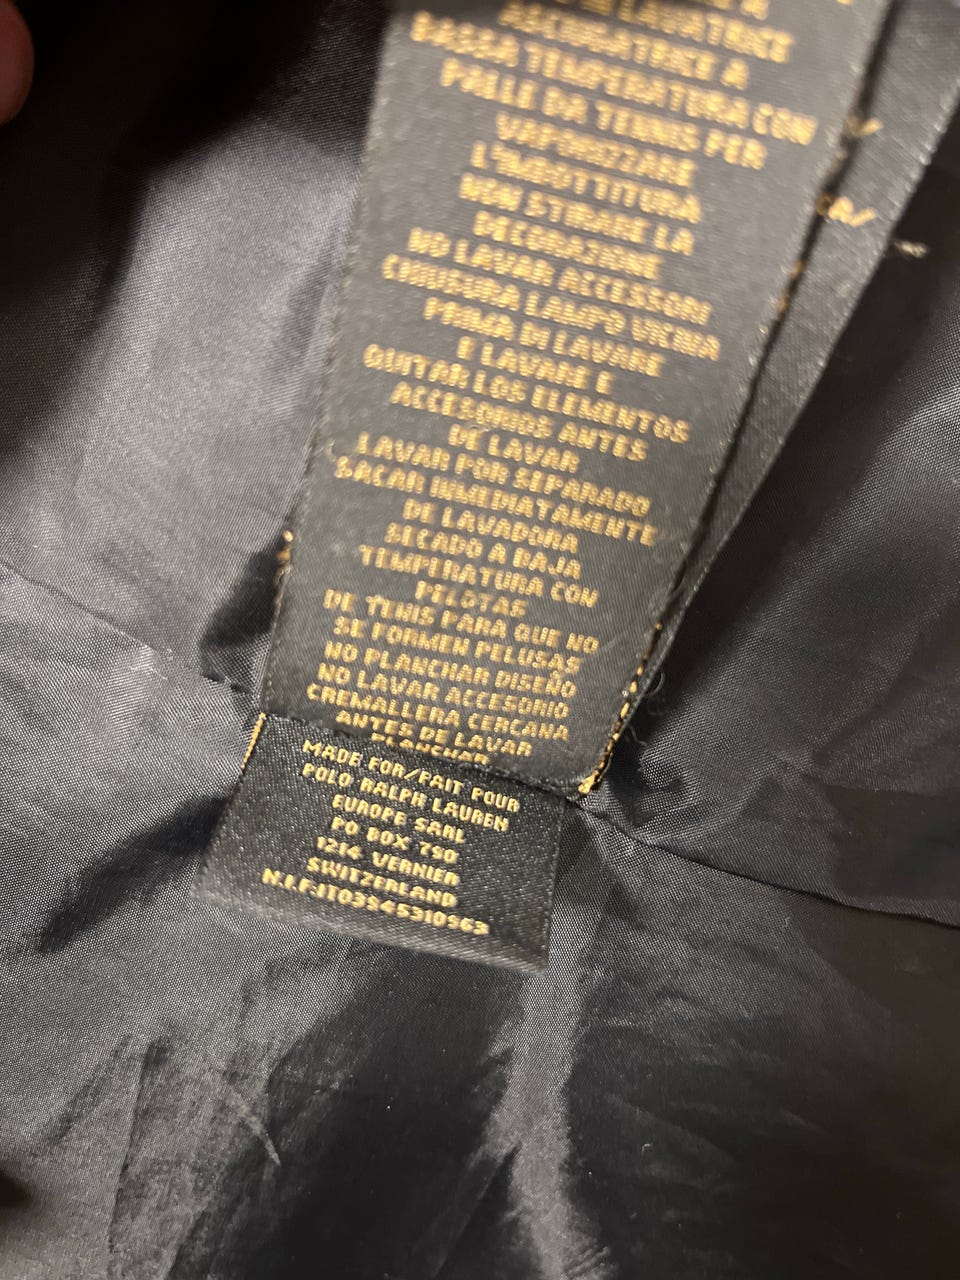 LAVATRICE
ASCIUGATRICE A
BASSA TEMPERATURA CON
PALLE DA TENNIS PER
VAPORIZZARE
L'IMBOTTITURA
NON STIRARE LA
DECORAZIONE
NO LAVAR ACCESSORI
CHIUSURA LAMPO VICINA
PRIMA DI LAVARE
E LAVARE E
QUITAR LOS ELEMENTOS
ACCESORIOS ANTES
DE LAVAR
LAVAR POR SEPARADO
SACAR INMEDIATAMENTE
DE LAVADORA
SECADO A BAJA
TEMPERATURA CON
PELOTAS
DE TENIS PARA QUE NO
SE FORMEN PELUSAS
NO PLANCHAR DISEÑO
NO LAVAR ACCESORIO
CREMALLERA CERCANA
ANTES DE LAVAR
PLANCHAR
MADE FOR/FAIT POUR
POLO RALPH LAUREN
EUROPE SARL
PO BOX 750
1214 VERNIER
SWITZERLAND
N.I.F.IT03945310963